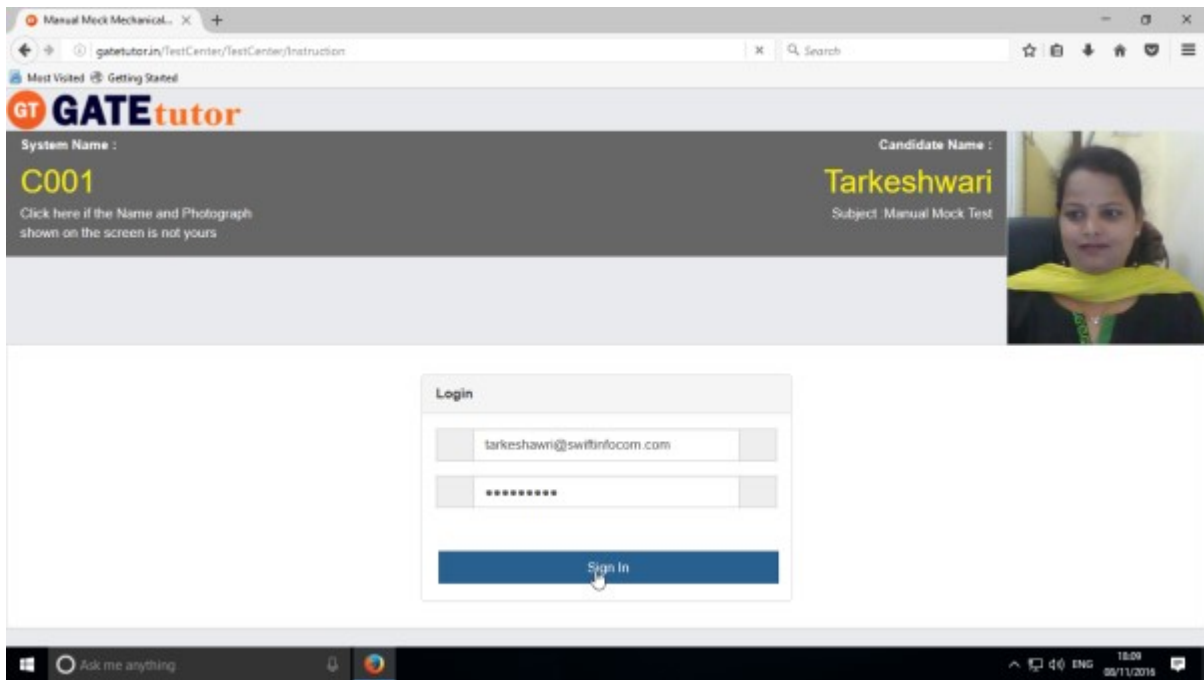 Manual Mock Mechanical...
gatetutor.in/TestCenter/TestCenter/Instruction
Search
Most Visited Getting Started
GT GATEtutor
System Name :
Candidate Name :
C001
Tarkeshwari
Click here if the Name and Photograph
shown on the screen is not yours
Subject :Manual Mock Test
Login
tarkeshawri@swiftinfocom.com
Sign In
Ask me anything
ENG
18:09
08/11/2016